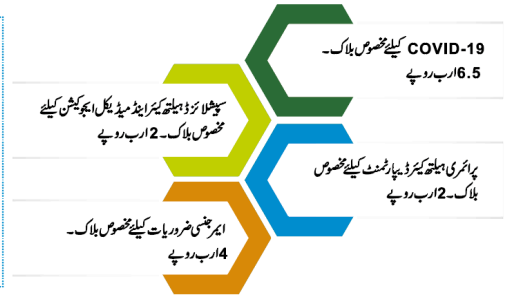 COVID-19 کیلئے مخصوص بلاک۔
6.5 ارب روپے
سپیشلائزڈ ہیلتھ کیئر اینڈ میڈیکل ایجوکیشن کیلئے
مخصوص بلاک۔ 2 ارب روپے
پرائمری ہیلتھ کیئر ڈیپارٹمنٹ کیلئے مخصوص
بلاک۔ 2 ارب روپے
ایمرجنسی ضروریات کیلئے مخصوص بلاک۔
4 ارب روپے